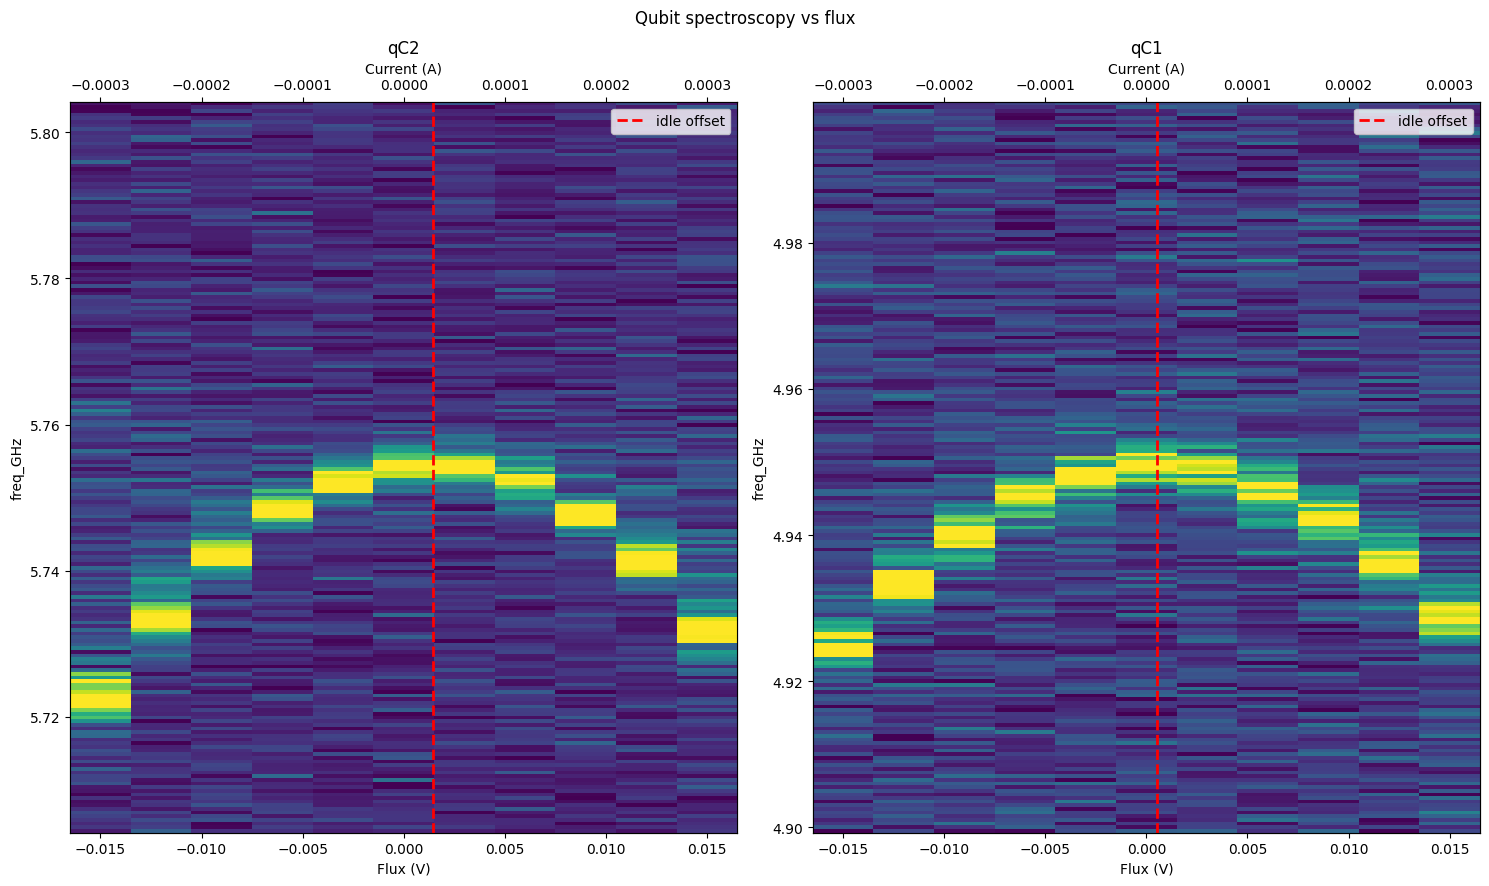 Qubit spectroscopy vs flux
qC2
Current (A)
−0.0003 −0.0002 −0.0001 0.0000 0.0001 0.0002 0.0003
idle offset
5.80
5.78
5.76
5.74
5.72
freq_GHz
−0.015 −0.010 −0.005 0.000 0.005 0.010 0.015
Flux (V)
qC1
Current (A)
−0.0003 −0.0002 −0.0001 0.0000 0.0001 0.0002 0.0003
idle offset
4.98
4.96
4.94
4.92
4.90
freq_GHz
−0.015 −0.010 −0.005 0.000 0.005 0.010 0.015
Flux (V)